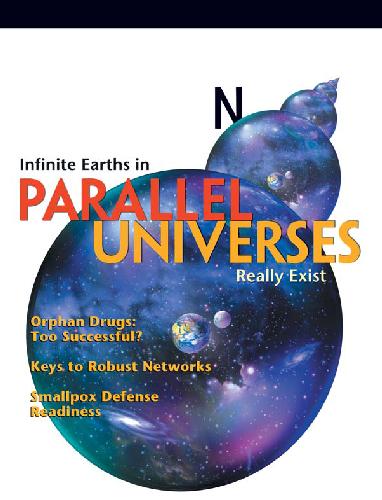 N
Infinite Earths in
PARALLEL
UNIVERSES
Really Exist
Orphan Drugs:
Too Successful?
Keys to Robust Networks
Smallpox Defense
Readiness